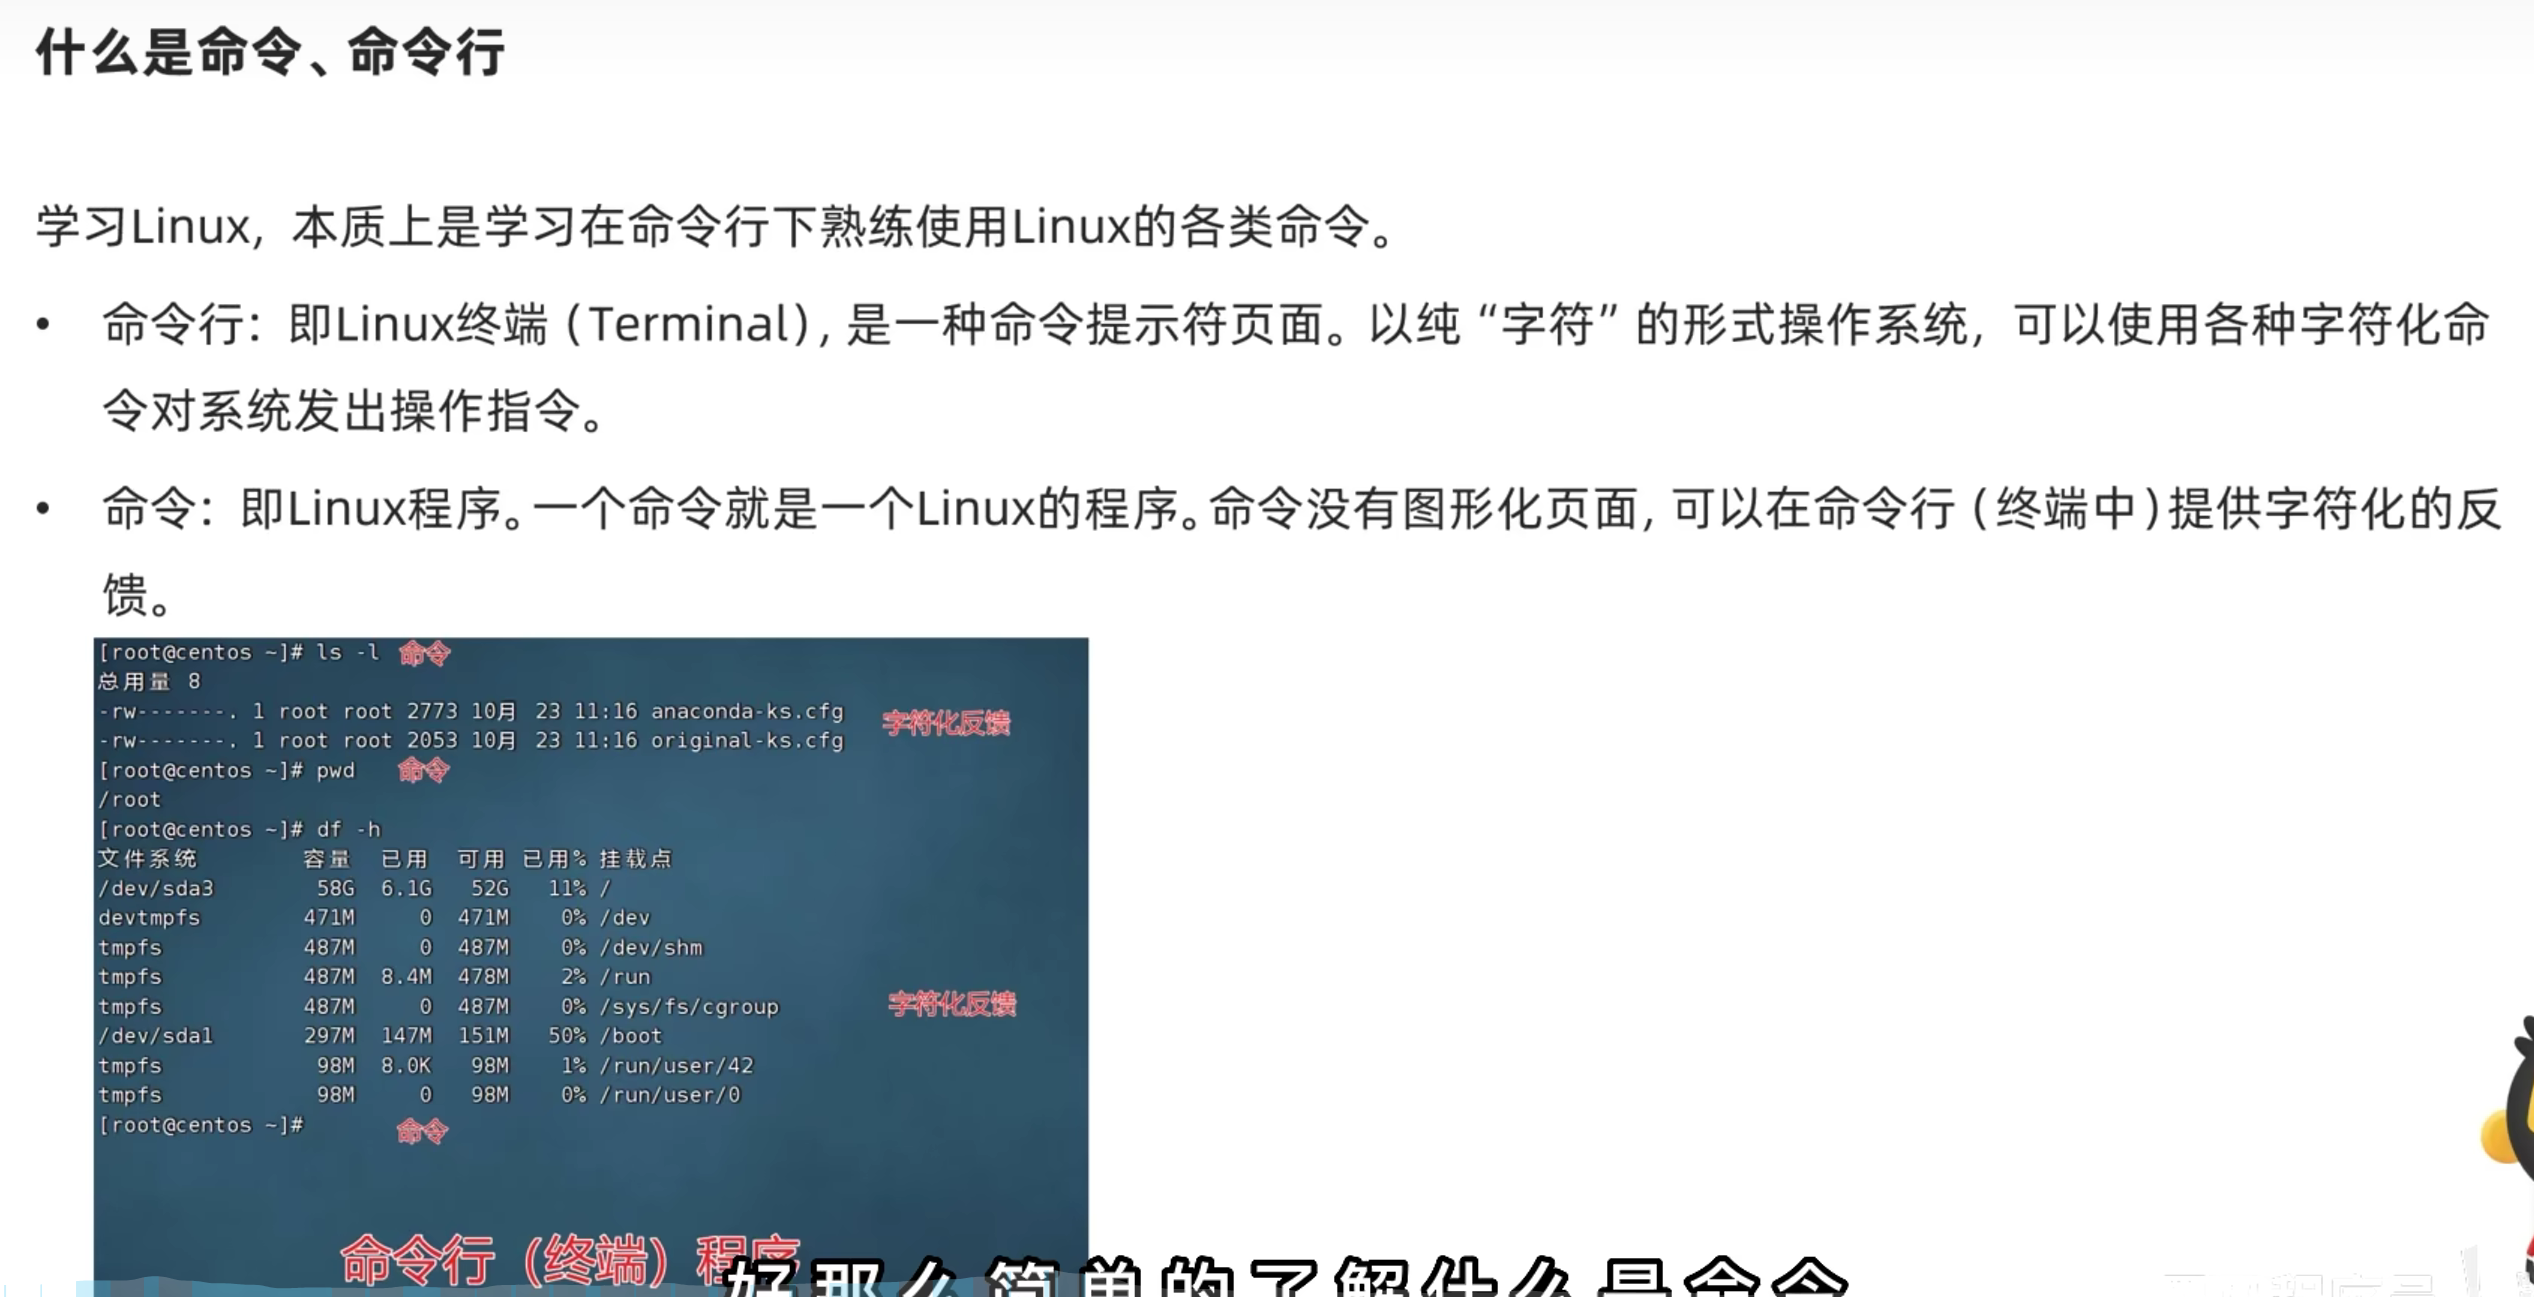 什么是命令、命令行
学习Linux，本质上是学习在命令行下熟练使用Linux的各类命令。
• 命令行：即Linux终端（Terminal），是一种命令提示符页面。以纯“字符”的形式操作系统，可以使用各种字符化命
令对系统发出操作指令。
• 命令：即Linux程序。一个命令就是一个Linux的程序。命令没有图形化页面，可以在命令行（终端中）提供字符化的反
馈。
[root@centos ~]# ls -l 命令
总用量 8
-rw-------. 1 root root 2773 10月 23 11:16 anaconda-ks.cfg
字符化反馈
-rw-------. 1 root root 2053 10月 23 11:16 original-ks.cfg
[root@centos ~]# pwd 命令
/root
[root@centos ~]# df -h
文件系统 容量 已用 可用 已用% 挂载点
/dev/sda3 58G 6.1G 52G 11% /
devtmpfs 471M 0 471M 0% /dev
tmpfs 487M 0 487M 0% /dev/shm
tmpfs 487M 8.4M 478M 2% /run
tmpfs 487M 0 487M 0% /sys/fs/cgroup 字符化反馈
/dev/sda1 297M 147M 151M 50% /boot
tmpfs 98M 8.0K 98M 1% /run/user/42
tmpfs 98M 0 98M 0% /run/user/0
[root@centos ~]# 命令
命令行（终端）程序
好那么简单的了解什么是命令